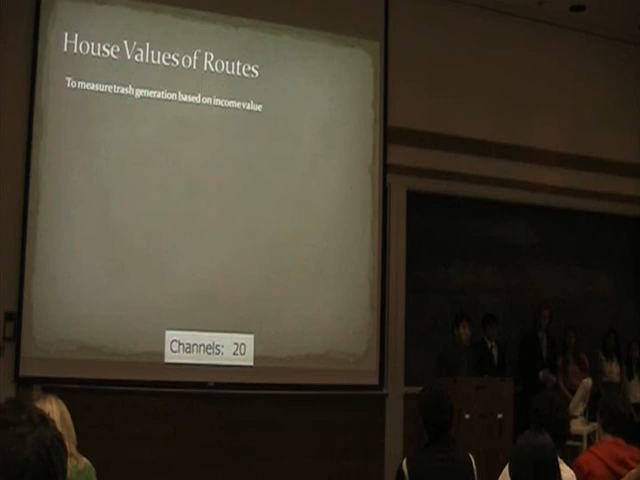 House Values of Routes
To measure trash generation based on income value
Channels: 20